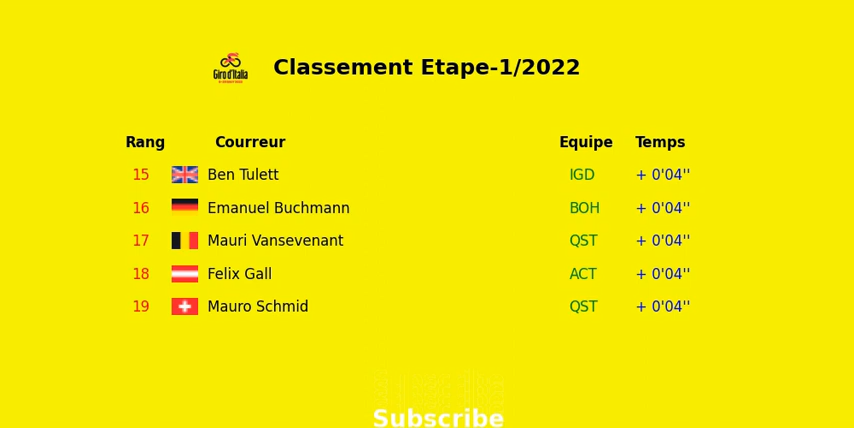 Giro d'Italia
Classement Etape-1/2022
Rang Courreur Equipe Temps
15 Ben Tulett IGD + 0'04''
16 Emanuel Buchmann BOH + 0'04''
17 Mauri Vansevenant QST + 0'04''
18 Felix Gall ACT + 0'04''
19 Mauro Schmid QST + 0'04''
Subscribe